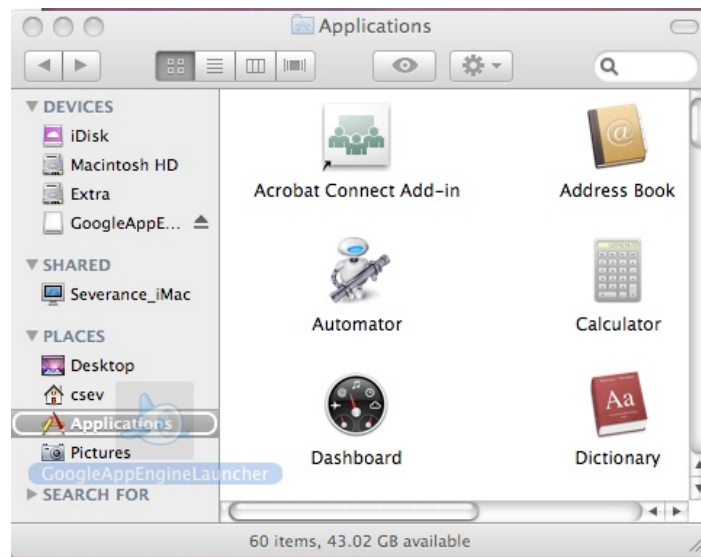 Applications
DEVICES
iDisk
Macintosh HD
Extra
GoogleAppE...
SHARED
Severance_iMac
PLACES
Desktop
csev
Applications
Pictures
GoogleAppEngineLauncher
SEARCH FOR
Acrobat Connect Add-in
Address Book
@
Automator
Calculator
Aa
Dashboard
Dictionary
60 items, 43.02 GB available